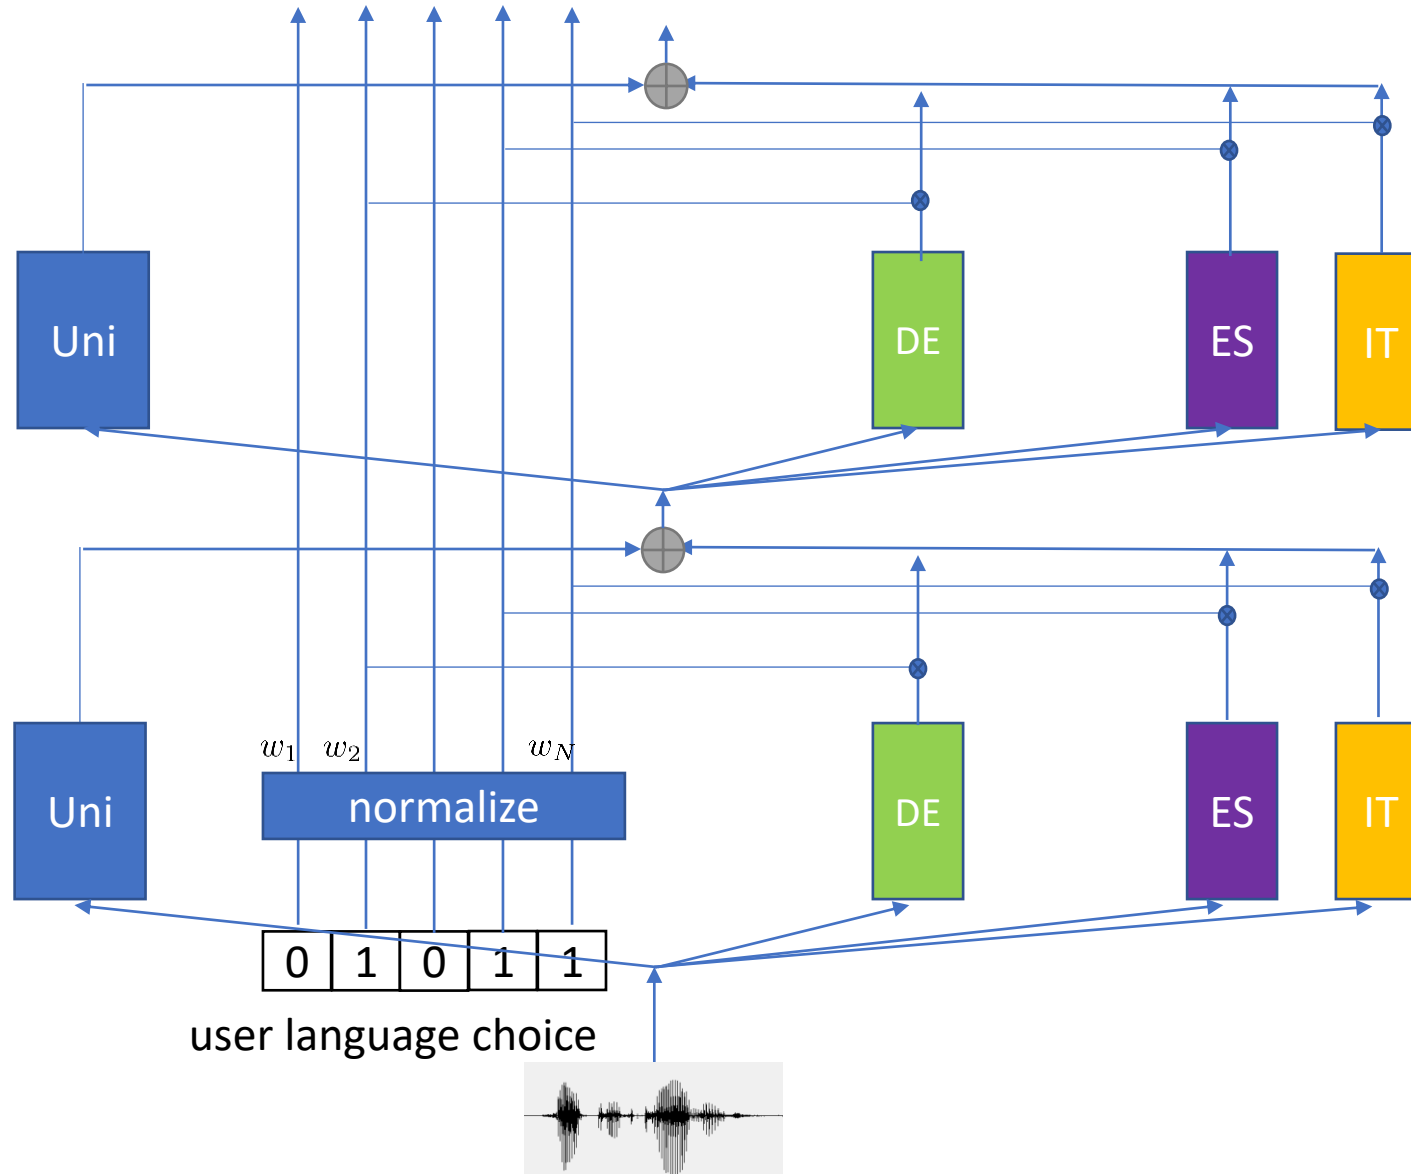 Uni DE ES IT
w₁ w₂ w_N
Uni normalize DE ES IT
0 1 0 1 1
user language choice